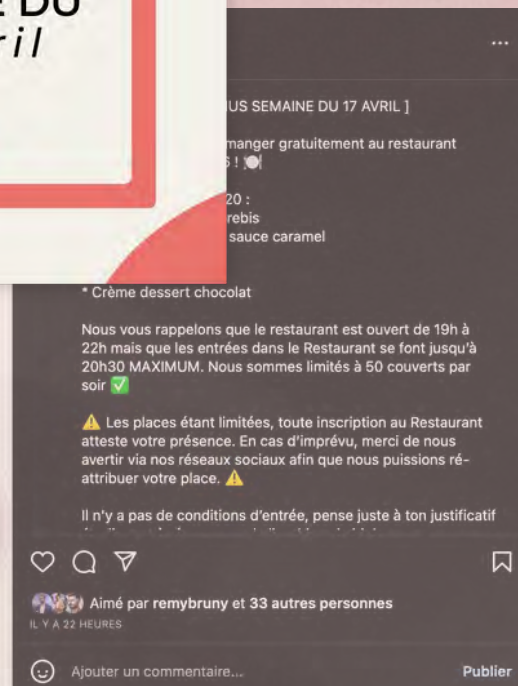 E DU
ril
...
US SEMAINE DU 17 AVRIL ]
manger gratuitement au restaurant
! 🍽
20 :
rebis
sauce caramel
* Crème dessert chocolat
Nous vous rappelons que le restaurant est ouvert de 19h à
22h mais que les entrées dans le Restaurant se font jusqu'à
20h30 MAXIMUM. Nous sommes limités à 50 couverts par
soir ✅
⚠️ Les places étant limitées, toute inscription au Restaurant
atteste votre présence. En cas d'imprévu, merci de nous
avertir via nos réseaux sociaux afin que nous puissions ré-
attribuer votre place. ⚠️
Il n'y a pas de conditions d'entrée, pense juste à ton justificatif
Aimé par remybruny et 33 autres personnes
IL Y A 22 HEURES
Ajouter un commentaire... Publier